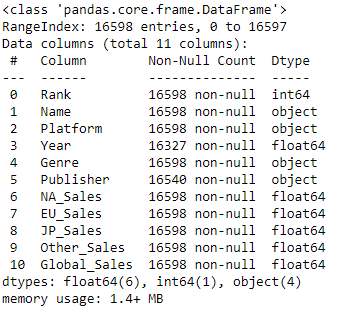 <class 'pandas.core.frame.DataFrame'>
RangeIndex: 16598 entries, 0 to 16597
Data columns (total 11 columns):
 #   Column        Non-Null Count  Dtype
---  ------        --------------  -----
 0   Rank          16598 non-null  int64
 1   Name          16598 non-null  object
 2   Platform      16598 non-null  object
 3   Year          16327 non-null  float64
 4   Genre         16598 non-null  object
 5   Publisher     16540 non-null  object
 6   NA_Sales      16598 non-null  float64
 7   EU_Sales      16598 non-null  float64
 8   JP_Sales      16598 non-null  float64
 9   Other_Sales   16598 non-null  float64
 10  Global_Sales  16598 non-null  float64
dtypes: float64(6), int64(1), object(4)
memory usage: 1.4+ MB